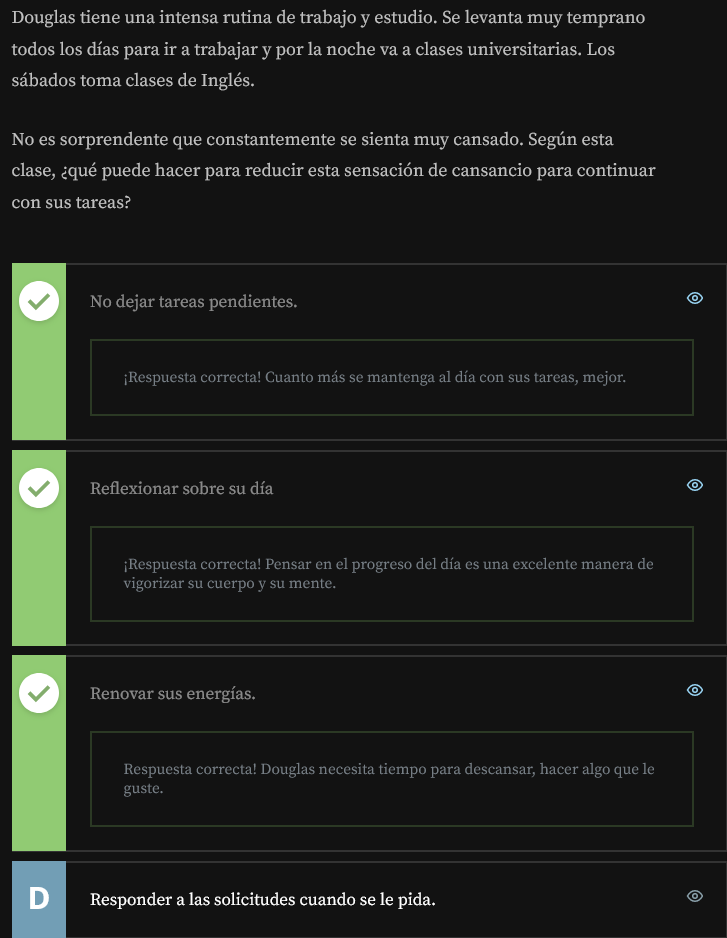 Douglas tiene una intensa rutina de trabajo y estudio. Se levanta muy temprano
todos los días para ir a trabajar y por la noche va a clases universitarias. Los
sábados toma clases de Inglés.
No es sorprendente que constantemente se sienta muy cansado. Según esta
clase, ¿qué puede hacer para reducir esta sensación de cansancio para continuar
con sus tareas?
No dejar tareas pendientes.
¡Respuesta correcta! Cuanto más se mantenga al día con sus tareas, mejor.
Reflexionar sobre su día
¡Respuesta correcta! Pensar en el progreso del día es una excelente manera de
vigorizar su cuerpo y su mente.
Renovar sus energías.
Respuesta correcta! Douglas necesita tiempo para descansar, hacer algo que le
guste.
D Responder a las solicitudes cuando se le pida.